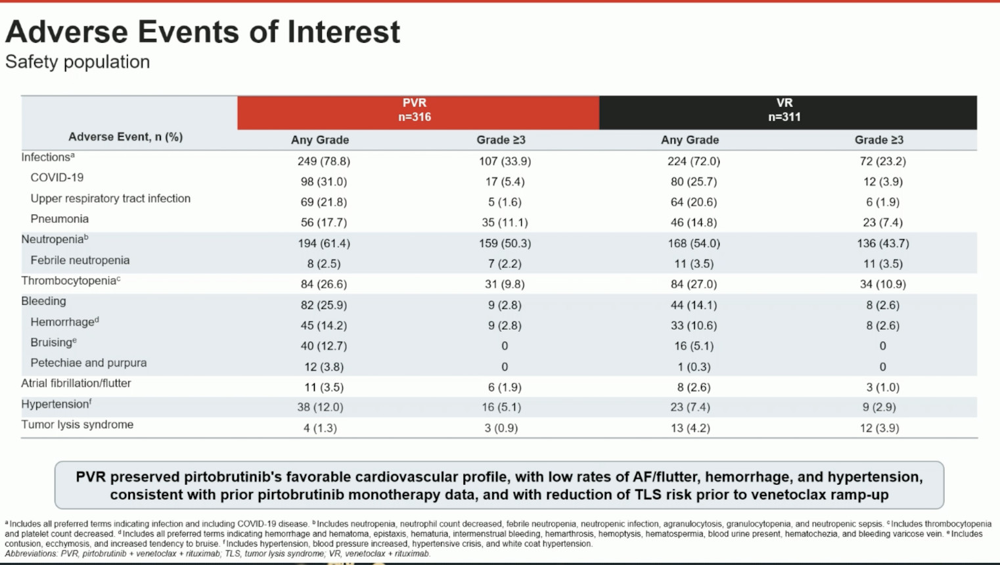 Adverse Events of Interest
Safety population
PVR
n=316
VR
n=311
Adverse Event, n (%)
Any Grade Grade ≥3 Any Grade Grade ≥3
Infectionsᵃ 249 (78.8) 107 (33.9) 224 (72.0) 72 (23.2)
COVID-19 98 (31.0) 17 (5.4) 80 (25.7) 12 (3.9)
Upper respiratory tract infection 69 (21.8) 5 (1.6) 64 (20.6) 6 (1.9)
Pneumonia 56 (17.7) 35 (11.1) 46 (14.8) 23 (7.4)
Neutropeniaᵇ 194 (61.4) 159 (50.3) 168 (54.0) 136 (43.7)
Febrile neutropenia 8 (2.5) 7 (2.2) 11 (3.5) 11 (3.5)
Thrombocytopeniaᶜ 84 (26.6) 31 (9.8) 84 (27.0) 34 (10.9)
Bleeding 82 (25.9) 9 (2.8) 44 (14.1) 8 (2.6)
Hemorrhageᵈ 45 (14.2) 9 (2.8) 33 (10.6) 8 (2.6)
Bruisingᵉ 40 (12.7) 0 16 (5.1) 0
Petechiae and purpura 12 (3.8) 0 1 (0.3) 0
Atrial fibrillation/flutter 11 (3.5) 6 (1.9) 8 (2.6) 3 (1.0)
Hypertensionᶠ 38 (12.0) 16 (5.1) 23 (7.4) 9 (2.9)
Tumor lysis syndrome 4 (1.3) 3 (0.9) 13 (4.2) 12 (3.9)
PVR preserved pirtobrutinib's favorable cardiovascular profile, with low rates of AF/flutter, hemorrhage, and hypertension,
consistent with prior pirtobrutinib monotherapy data, and with reduction of TLS risk prior to venetoclax ramp-up
ᵃ Includes all preferred terms indicating infection and including COVID-19 disease. ᵇ Includes neutropenia, neutrophil count decreased, febrile neutropenia, neutropenic infection, agranulocytosis, granulocytopenia, and neutropenic sepsis. ᶜ Includes thrombocytopenia
and platelet count decreased. ᵈ Includes all preferred terms indicating hemorrhage and hematoma, epistaxis, hematuria, intermenstrual bleeding, hemarthrosis, hemoptysis, hematospermia, blood urine present, hematochezia, and bleeding varicose vein. ᵉ Includes
contusion, ecchymosis, and increased tendency to bruise. ᶠ Includes hypertension, blood pressure increased, hypertensive crisis, and white coat hypertension.
Abbreviations: PVR, pirtobrutinib + venetoclax + rituximab; TLS, tumor lysis syndrome; VR, venetoclax + rituximab.